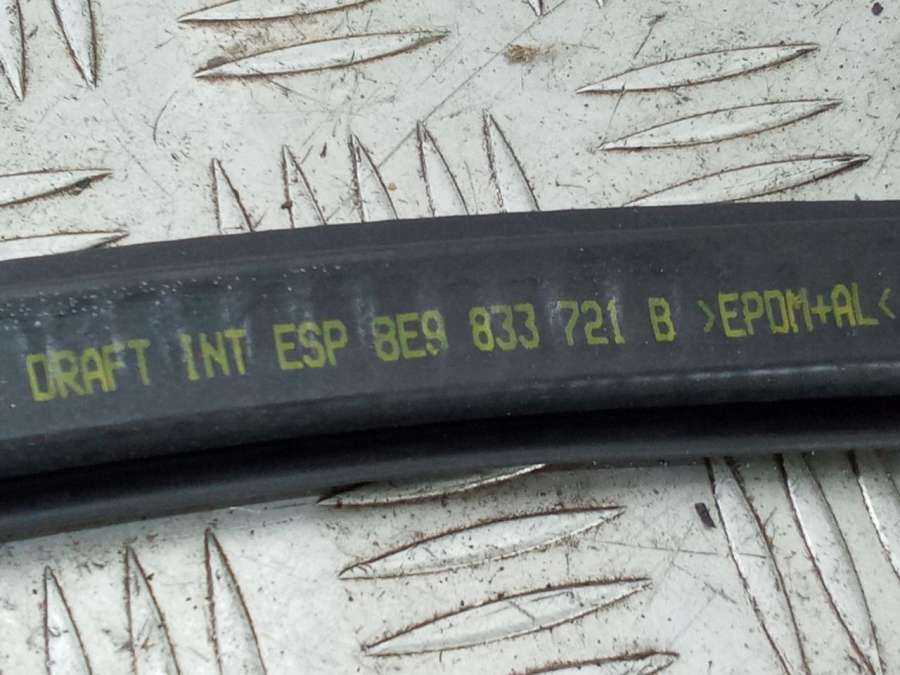 DRAFT INT ESP 8E9 833 721 B >EPDM+AL<